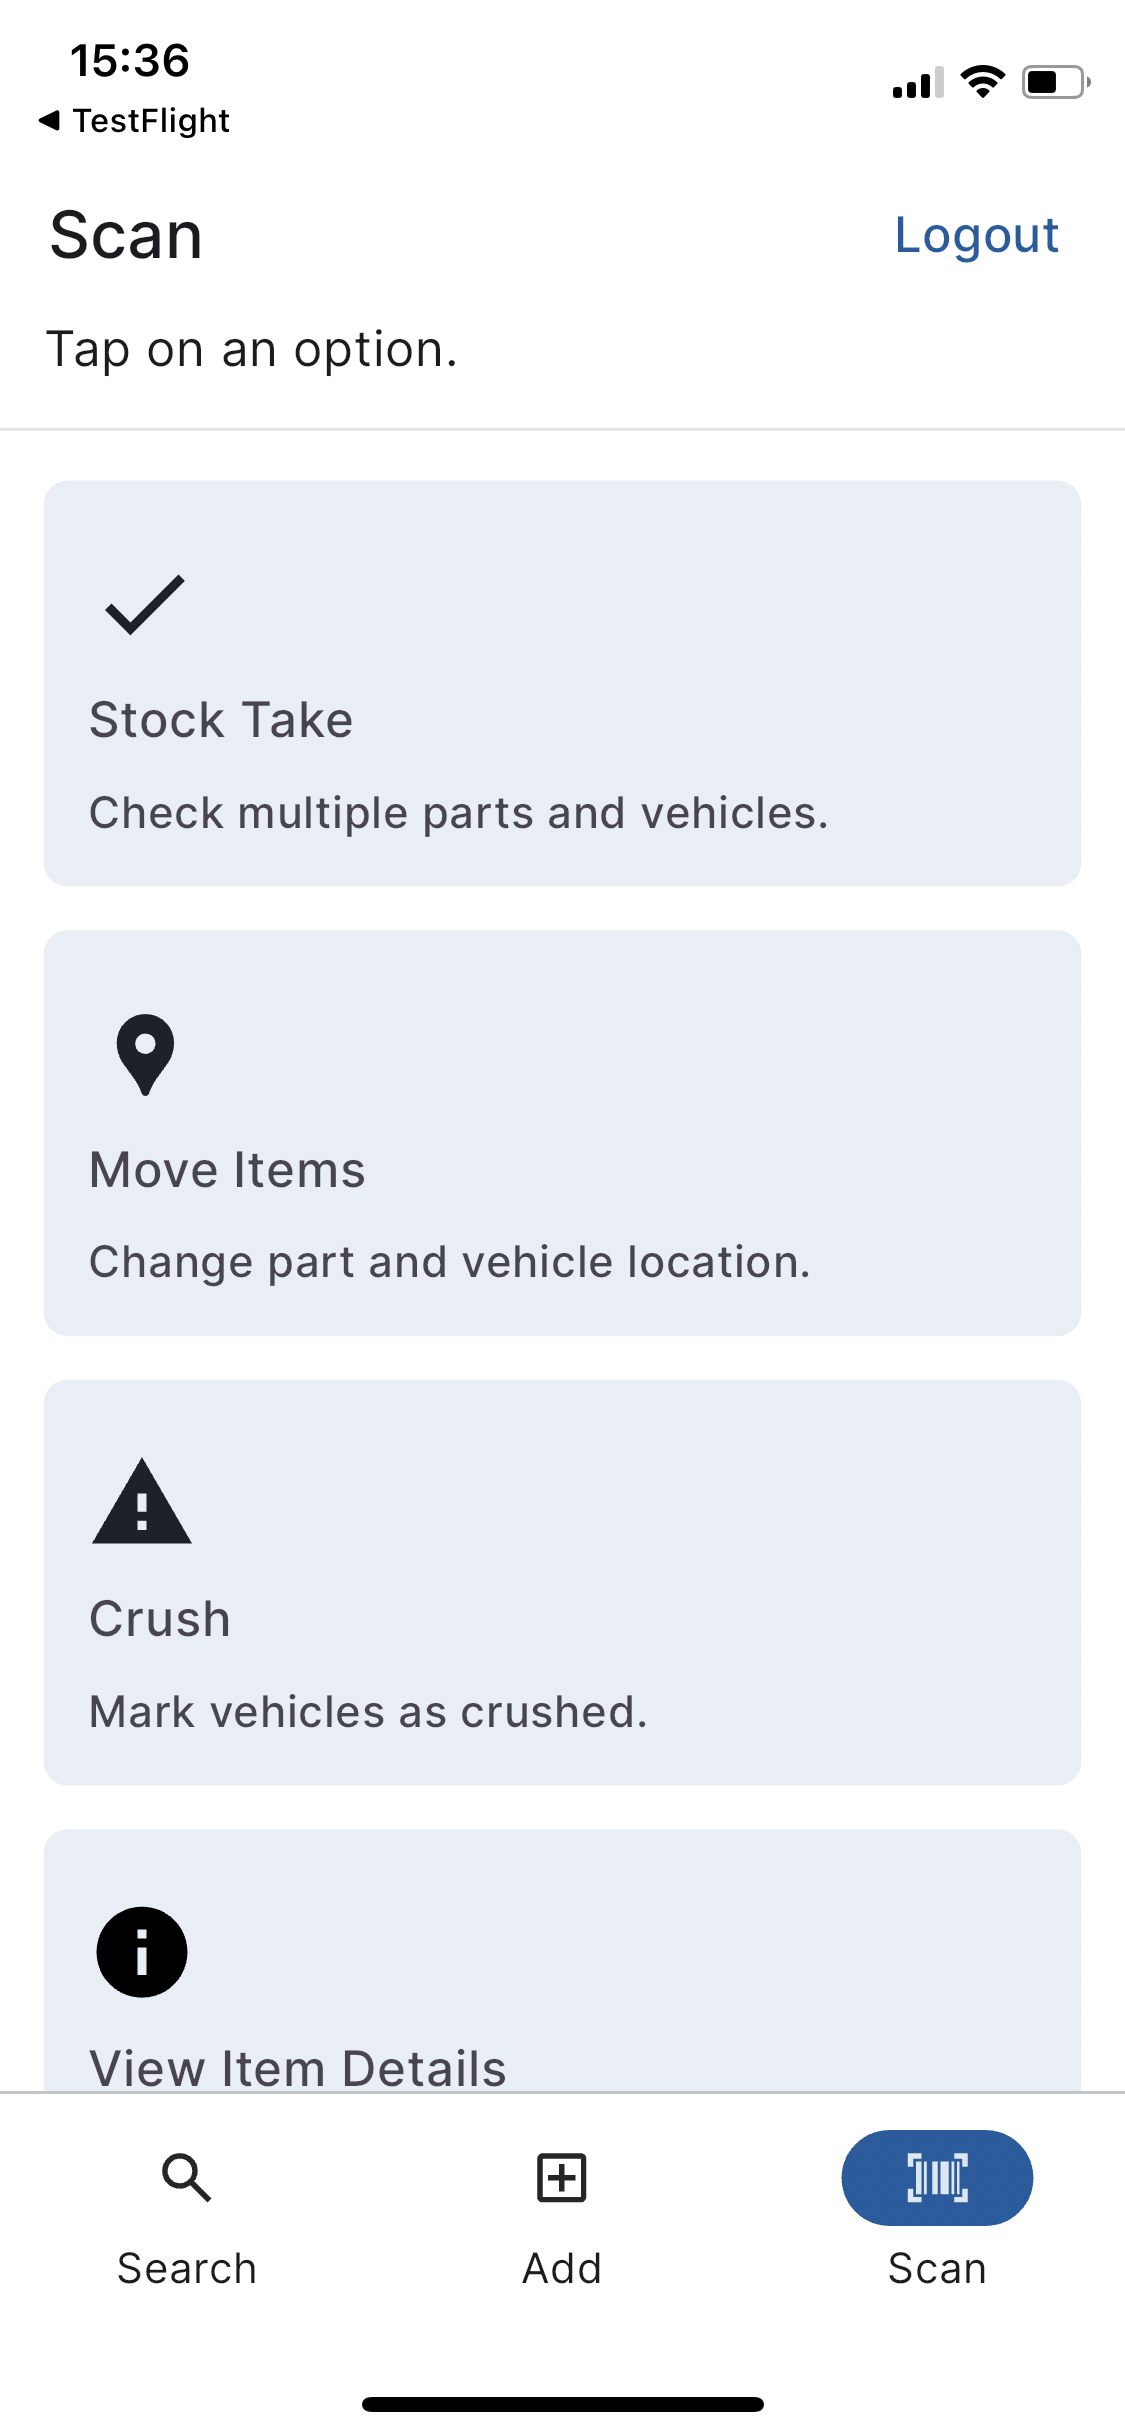 15:36
TestFlight
Scan
Logout
Tap on an option.
Stock Take
Check multiple parts and vehicles.
Move Items
Change part and vehicle location.
Crush
Mark vehicles as crushed.
View Item Details
Search
Add
Scan